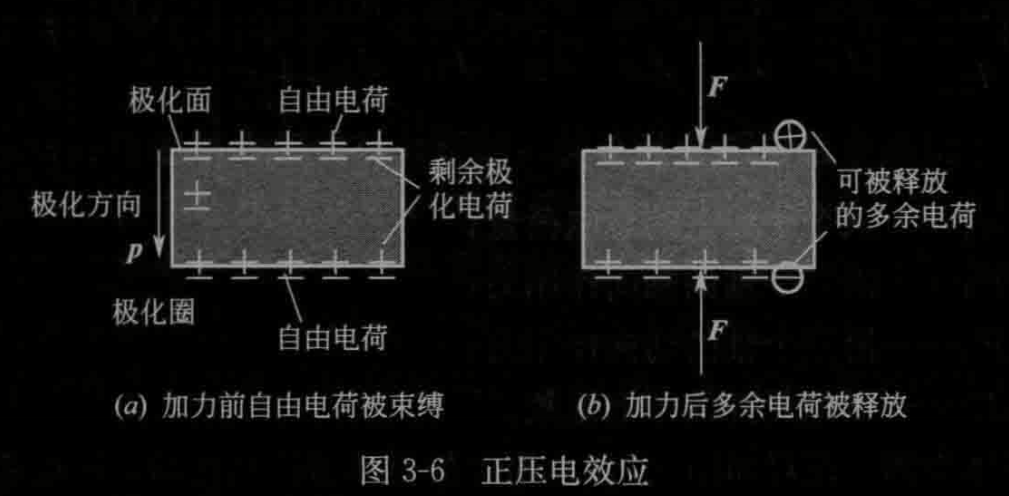 极化面
自由电荷
F
剩余极
化电荷
可被释放
的多余电荷
极化方向
p
极化圈
自由电荷
F
(a) 加力前自由电荷被束缚
(b) 加力后多余电荷被释放
图 3-6 正压电效应